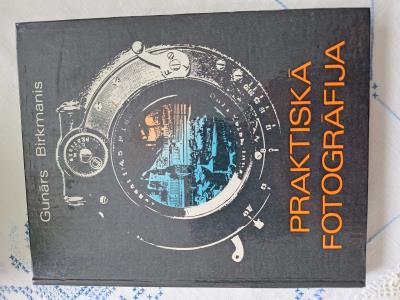 Gunārs Birkmanis
PRAKTISKĀ
FOTOGRĀFIJA